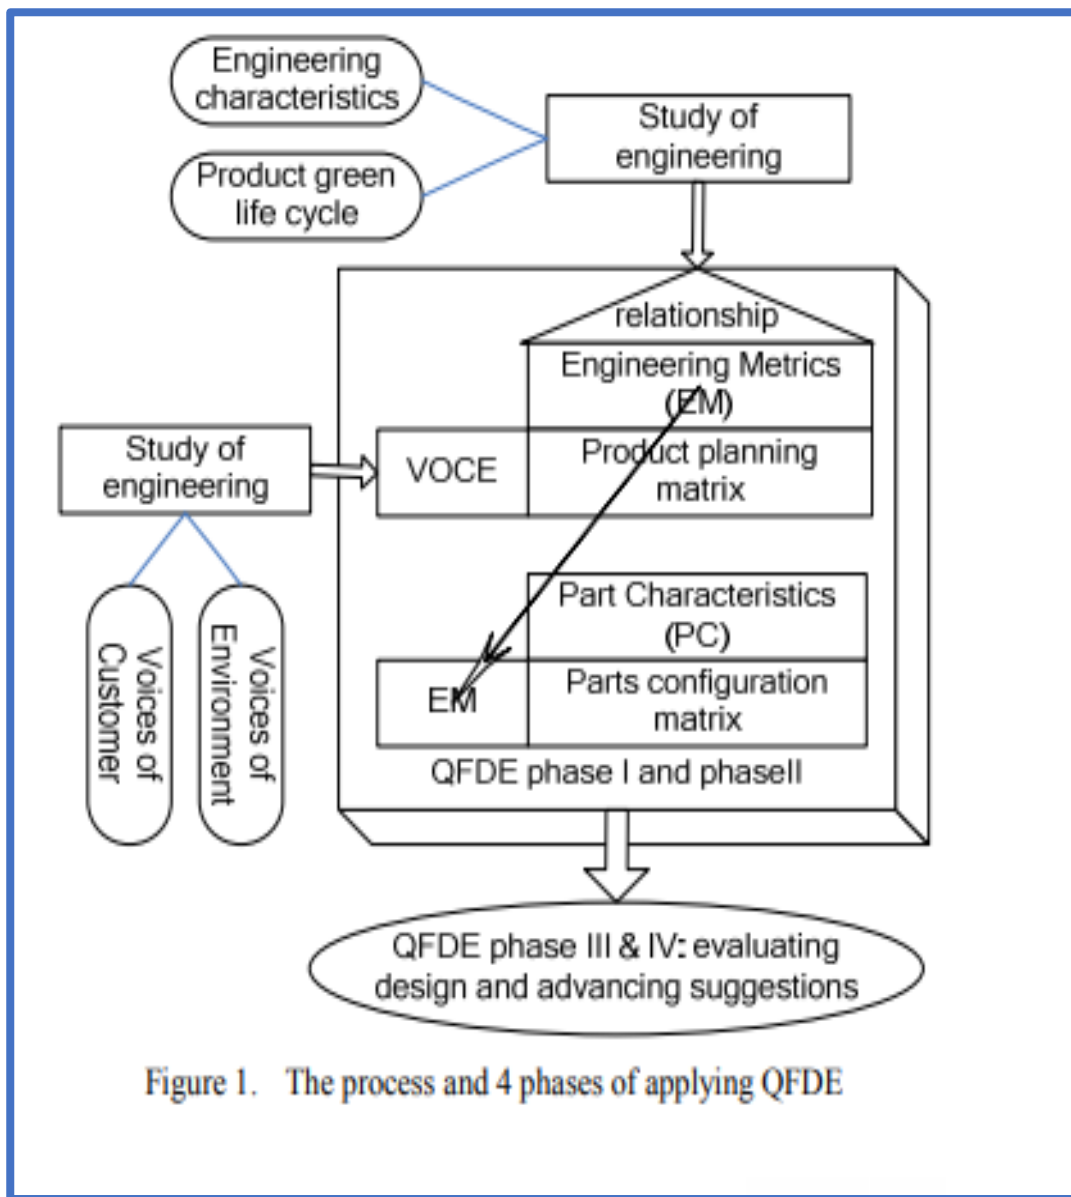 Engineering
characteristics
Product green
life cycle
Study of
engineering
relationship
Engineering Metrics
(EM)
Study of
engineering
VOCE
Product planning
matrix
Voices of
Customer
Voices of
Environment
Part Characteristics
(PC)
EM
Parts configuration
matrix
QFDE phase I and phaseII
QFDE phase III & IV: evaluating
design and advancing suggestions
Figure 1. The process and 4 phases of applying QFDE